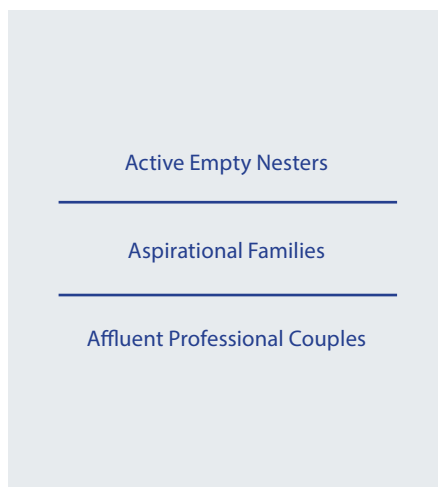 Active Empty Nesters
Aspirational Families
Affluent Professional Couples